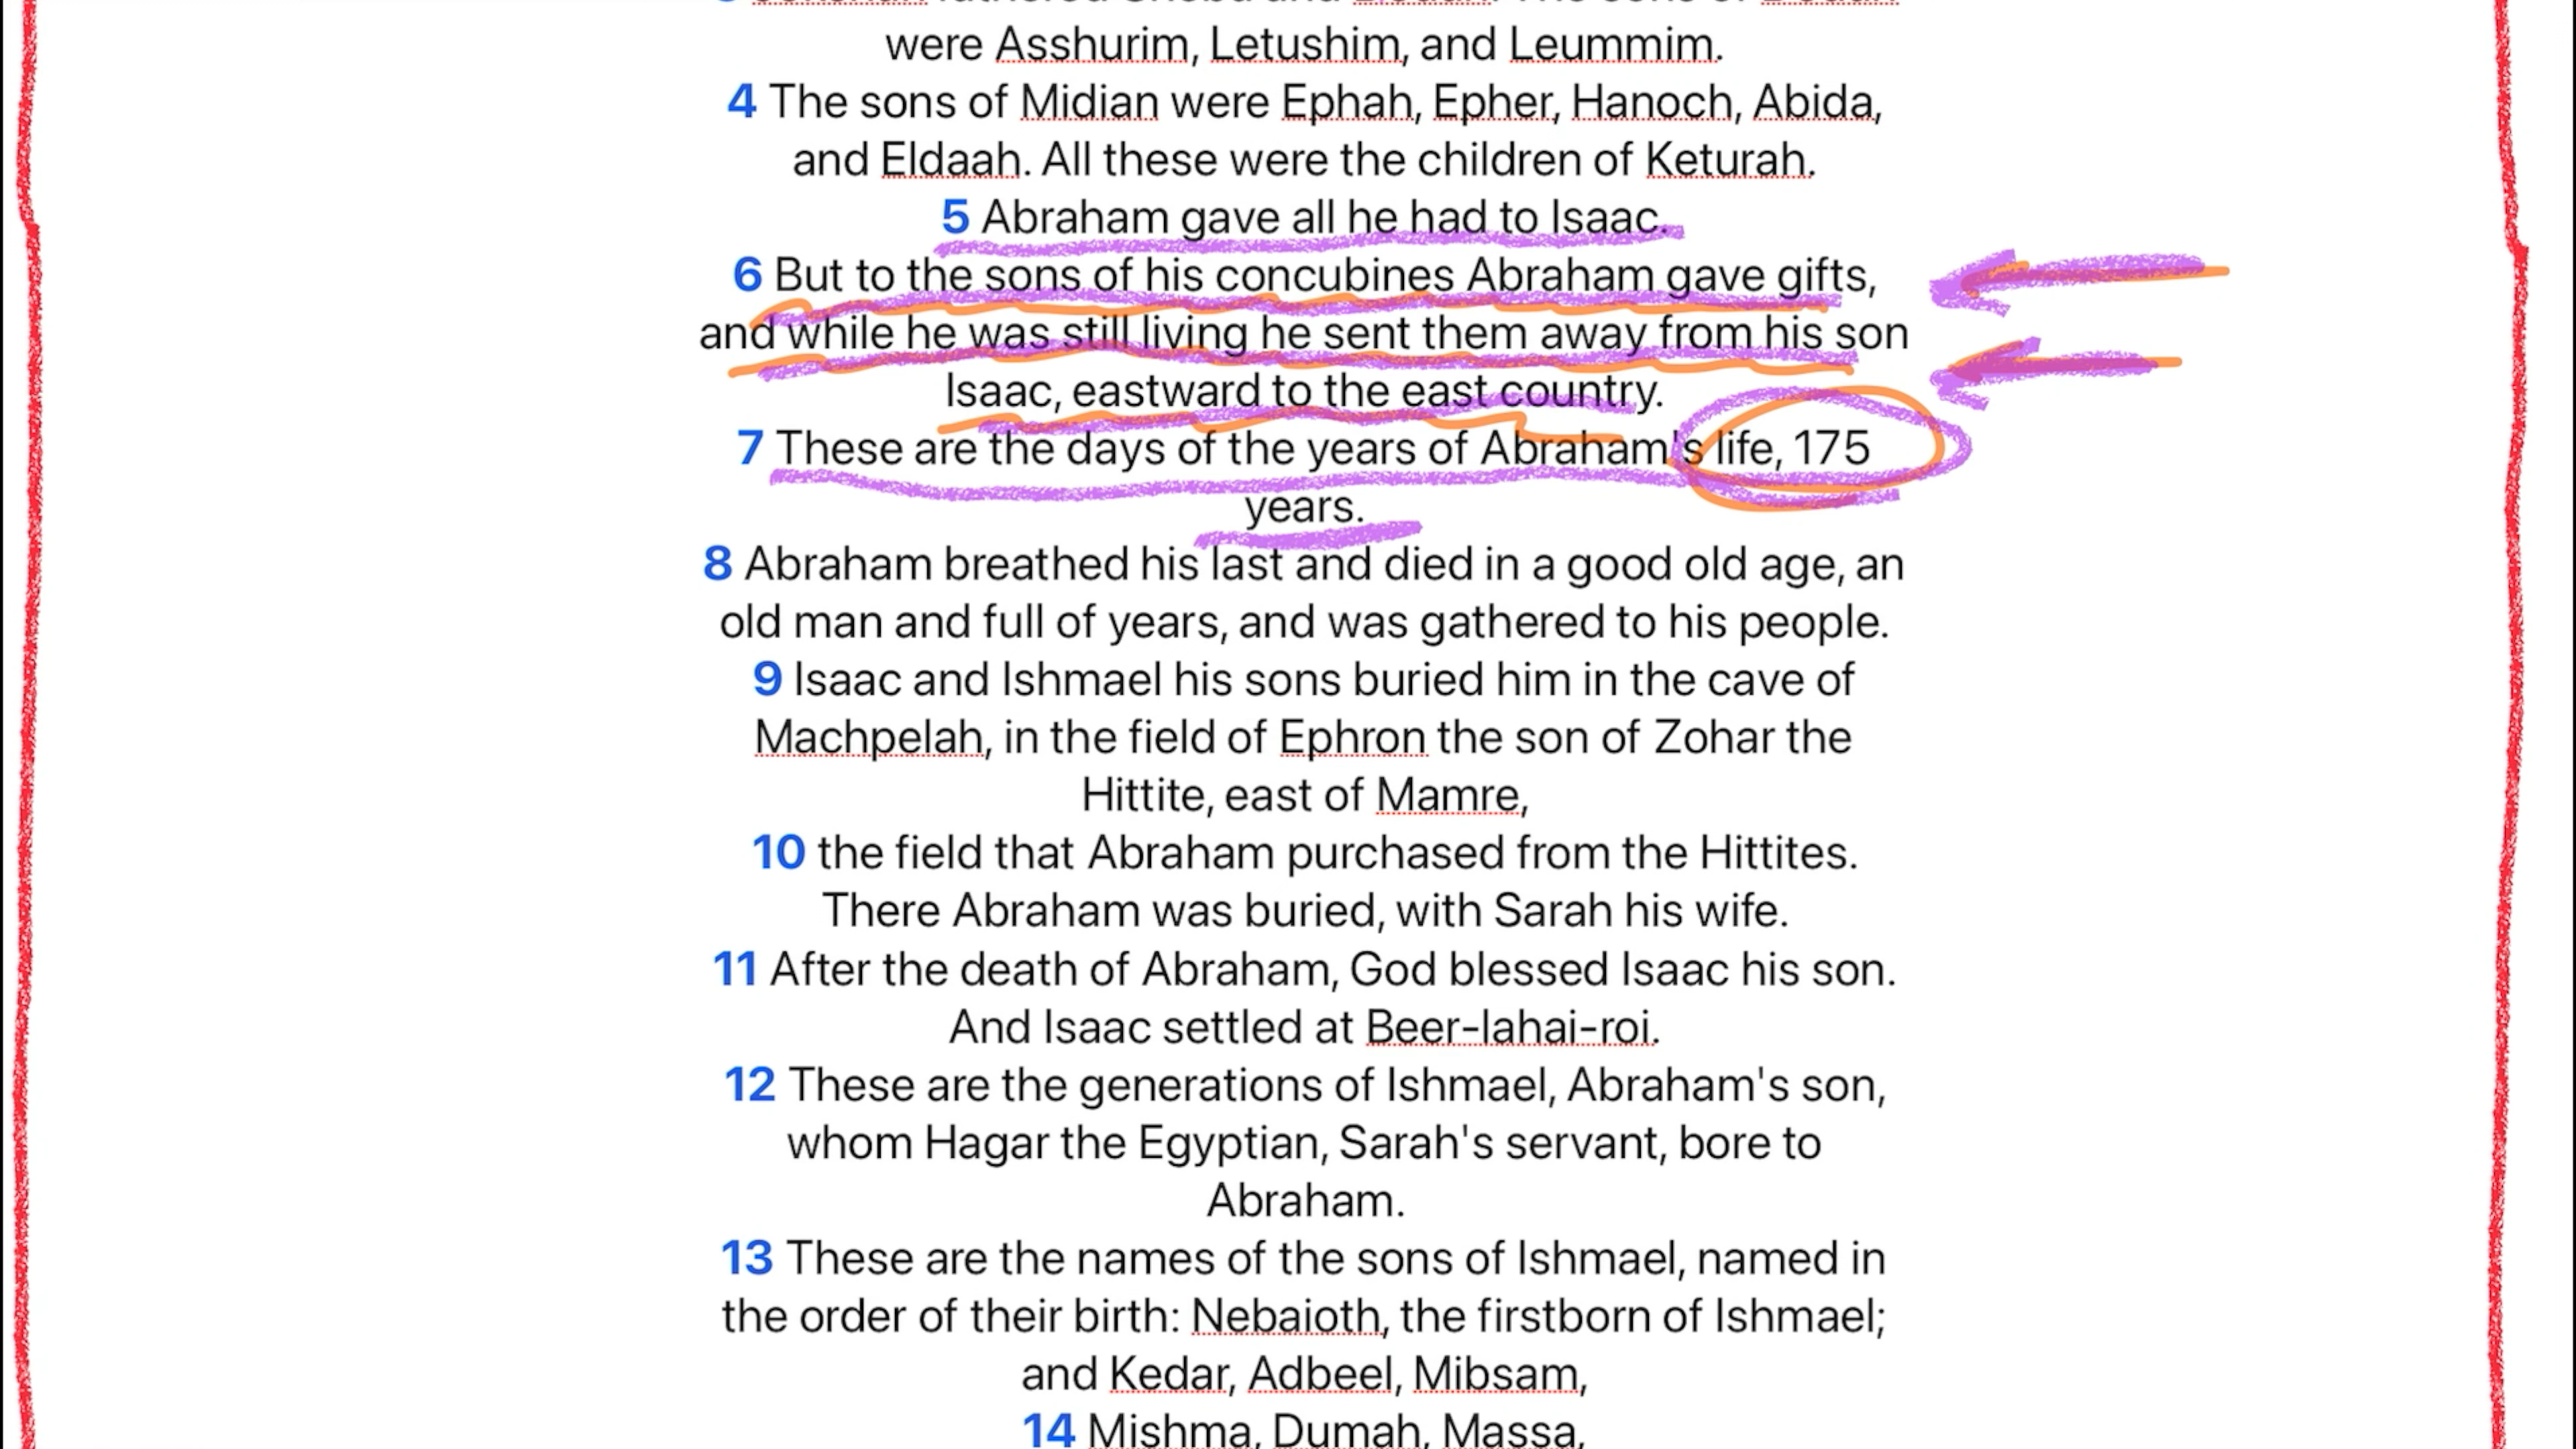 were Asshurim, Letushim, and Leummim.
4 The sons of Midian were Ephah, Epher, Hanoch, Abida,
and Eldaah. All these were the children of Keturah.
5 Abraham gave all he had to Isaac.
6 But to the sons of his concubines Abraham gave gifts,
and while he was still living he sent them away from his son
Isaac, eastward to the east country.
7 These are the days of the years of Abraham's life, 175
years.
8 Abraham breathed his last and died in a good old age, an
old man and full of years, and was gathered to his people.
9 Isaac and Ishmael his sons buried him in the cave of
Machpelah, in the field of Ephron the son of Zohar the
Hittite, east of Mamre,
10 the field that Abraham purchased from the Hittites.
There Abraham was buried, with Sarah his wife.
11 After the death of Abraham, God blessed Isaac his son.
And Isaac settled at Beer-lahai-roi.
12 These are the generations of Ishmael, Abraham's son,
whom Hagar the Egyptian, Sarah's servant, bore to
Abraham.
13 These are the names of the sons of Ishmael, named in
the order of their birth: Nebaioth, the firstborn of Ishmael;
and Kedar, Adbeel, Mibsam,
14 Mishma, Dumah, Massa,